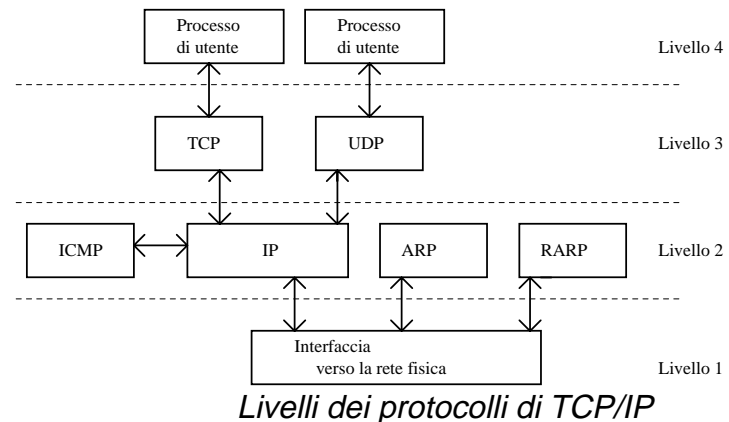 Processo
di utente
Processo
di utente
Livello 4
TCP
UDP
Livello 3
ICMP
IP
ARP
RARP
Livello 2
Interfaccia
verso la rete fisica
Livello 1
Livelli dei protocolli di TCP/IP